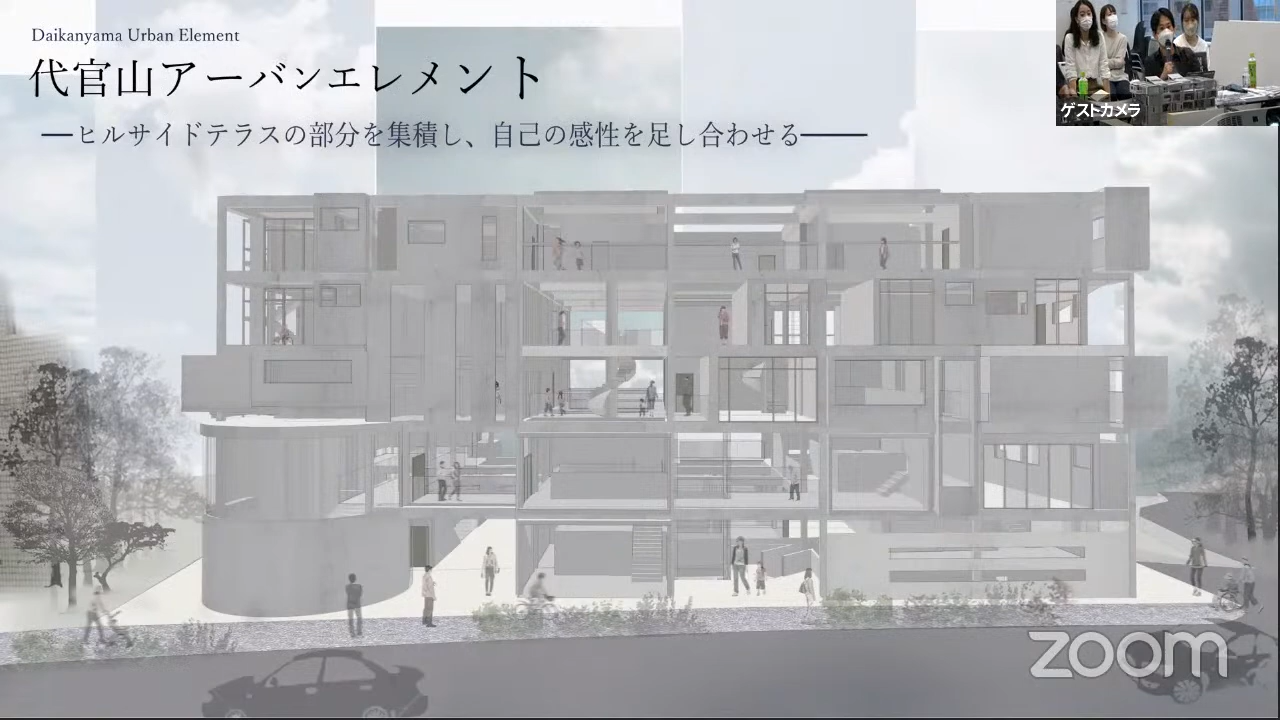 Daikanyama Urban Element
代官山アーバンエレメント
―ヒルサイドテラスの部分を集積し、自己の感性を足し合わせる――
ゲストカメラ
zoom